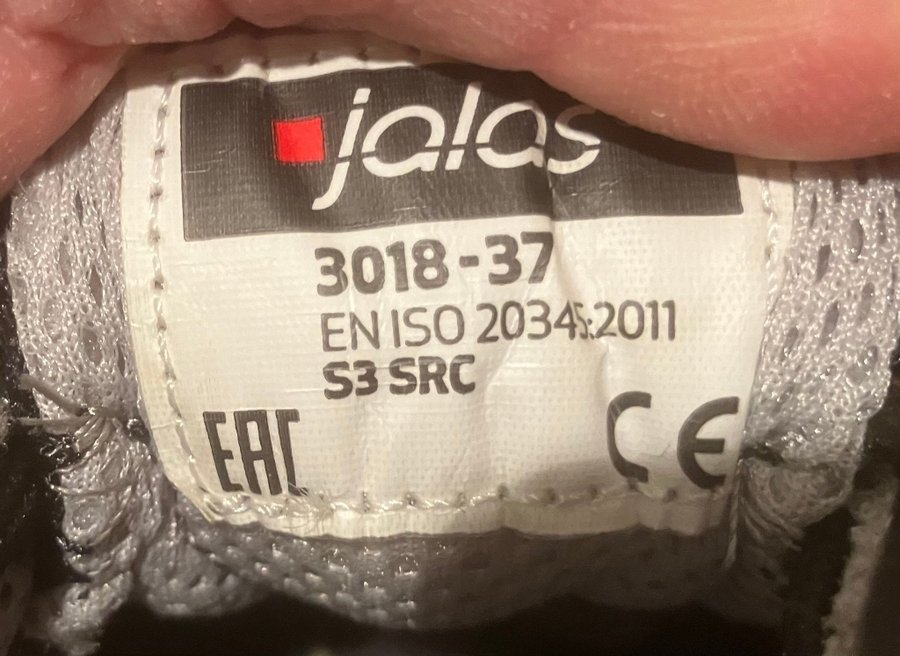 jalas
3018-37
EN ISO 20345:2011
S3 SRC
EAC CE